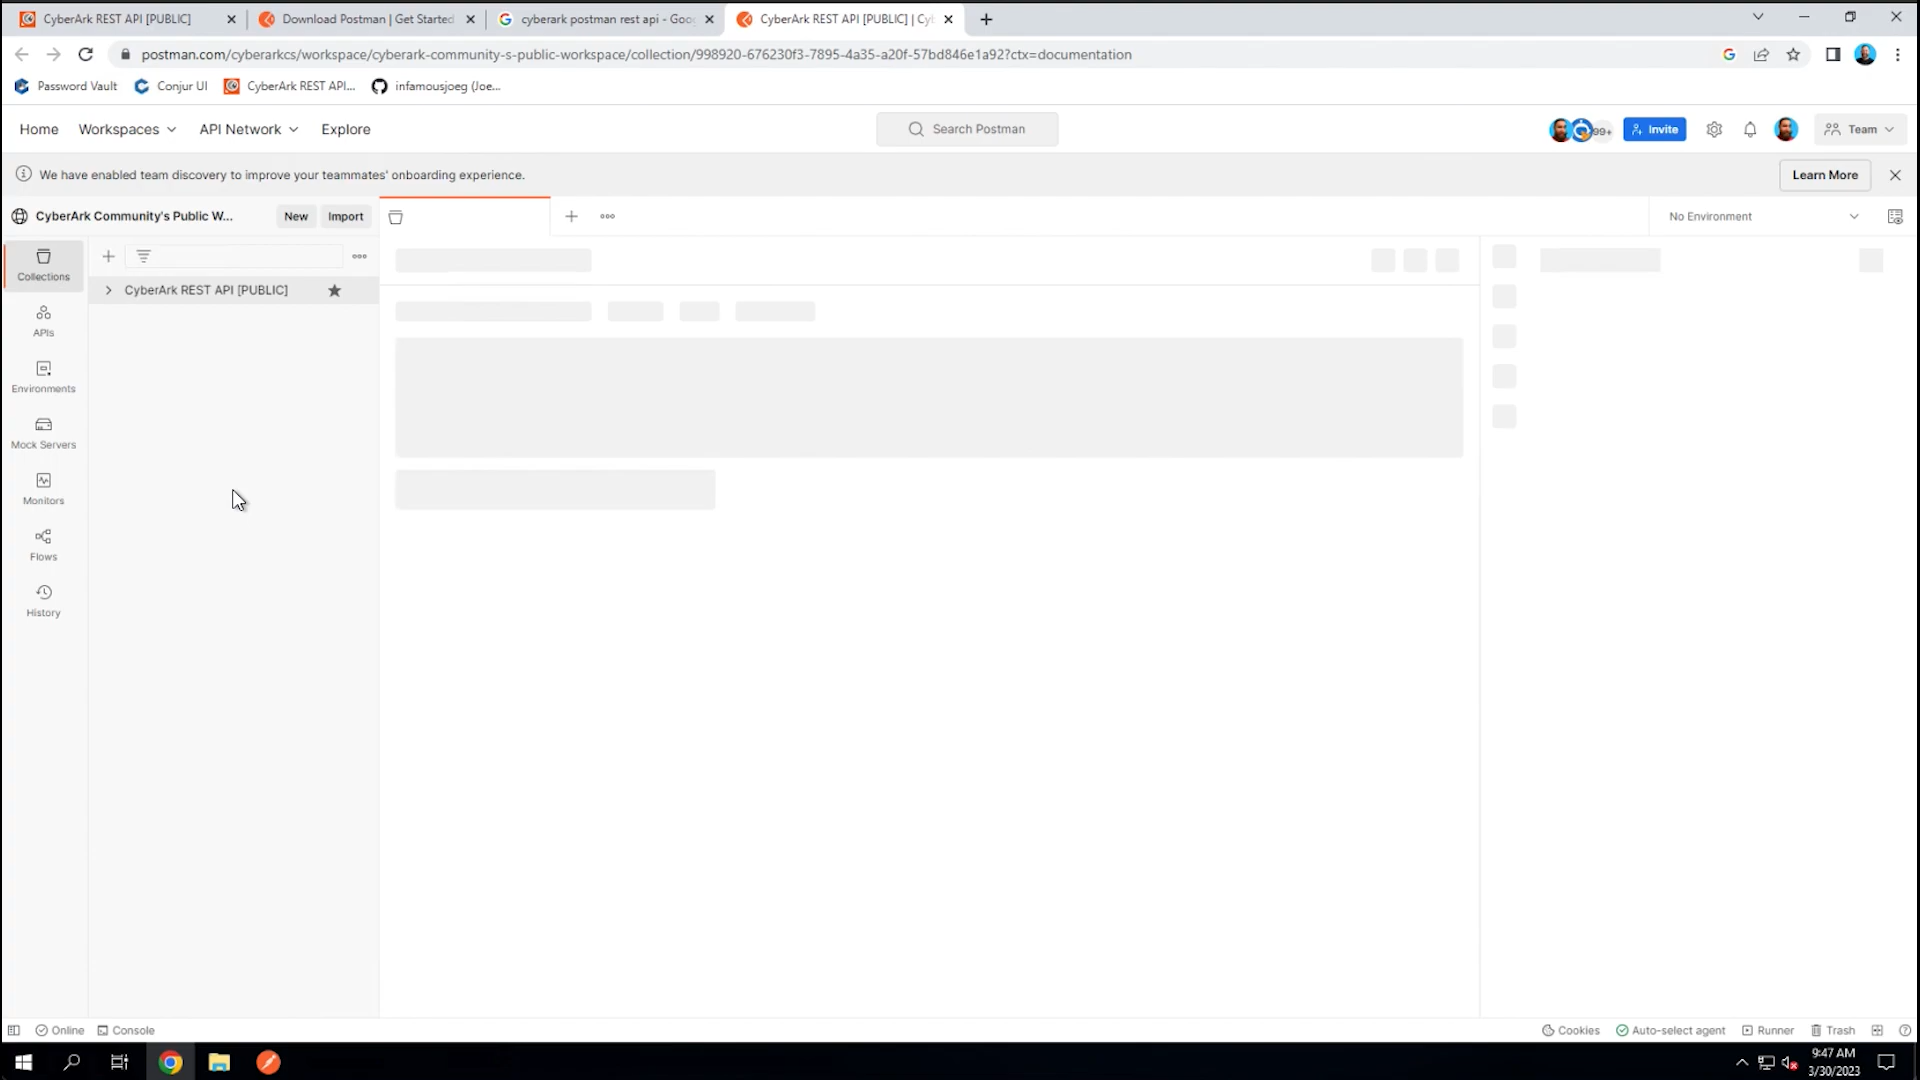 CyberArk REST API [PUBLIC]
Download Postman | Get Started
cyberark postman rest api - Goo
CyberArk REST API [PUBLIC] | Cy
postman.com/cyberarkcs/workspace/cyberark-community-s-public-workspace/collection/998920-676230f3-7895-4a35-a20f-57bd846e1a92?ctx=documentation
Password Vault
Conjur UI
CyberArk REST API...
infamousjoeg (Joe...
Home
Workspaces
API Network
Explore
Search Postman
99+
Invite
Team
We have enabled team discovery to improve your teammates' onboarding experience.
Learn More
CyberArk Community's Public W...
New
Import
No Environment
Collections
CyberArk REST API [PUBLIC]
APIs
Environments
Mock Servers
Monitors
Flows
History
Online
Console
Cookies
Auto-select agent
Runner
Trash
9:47 AM
3/30/2023